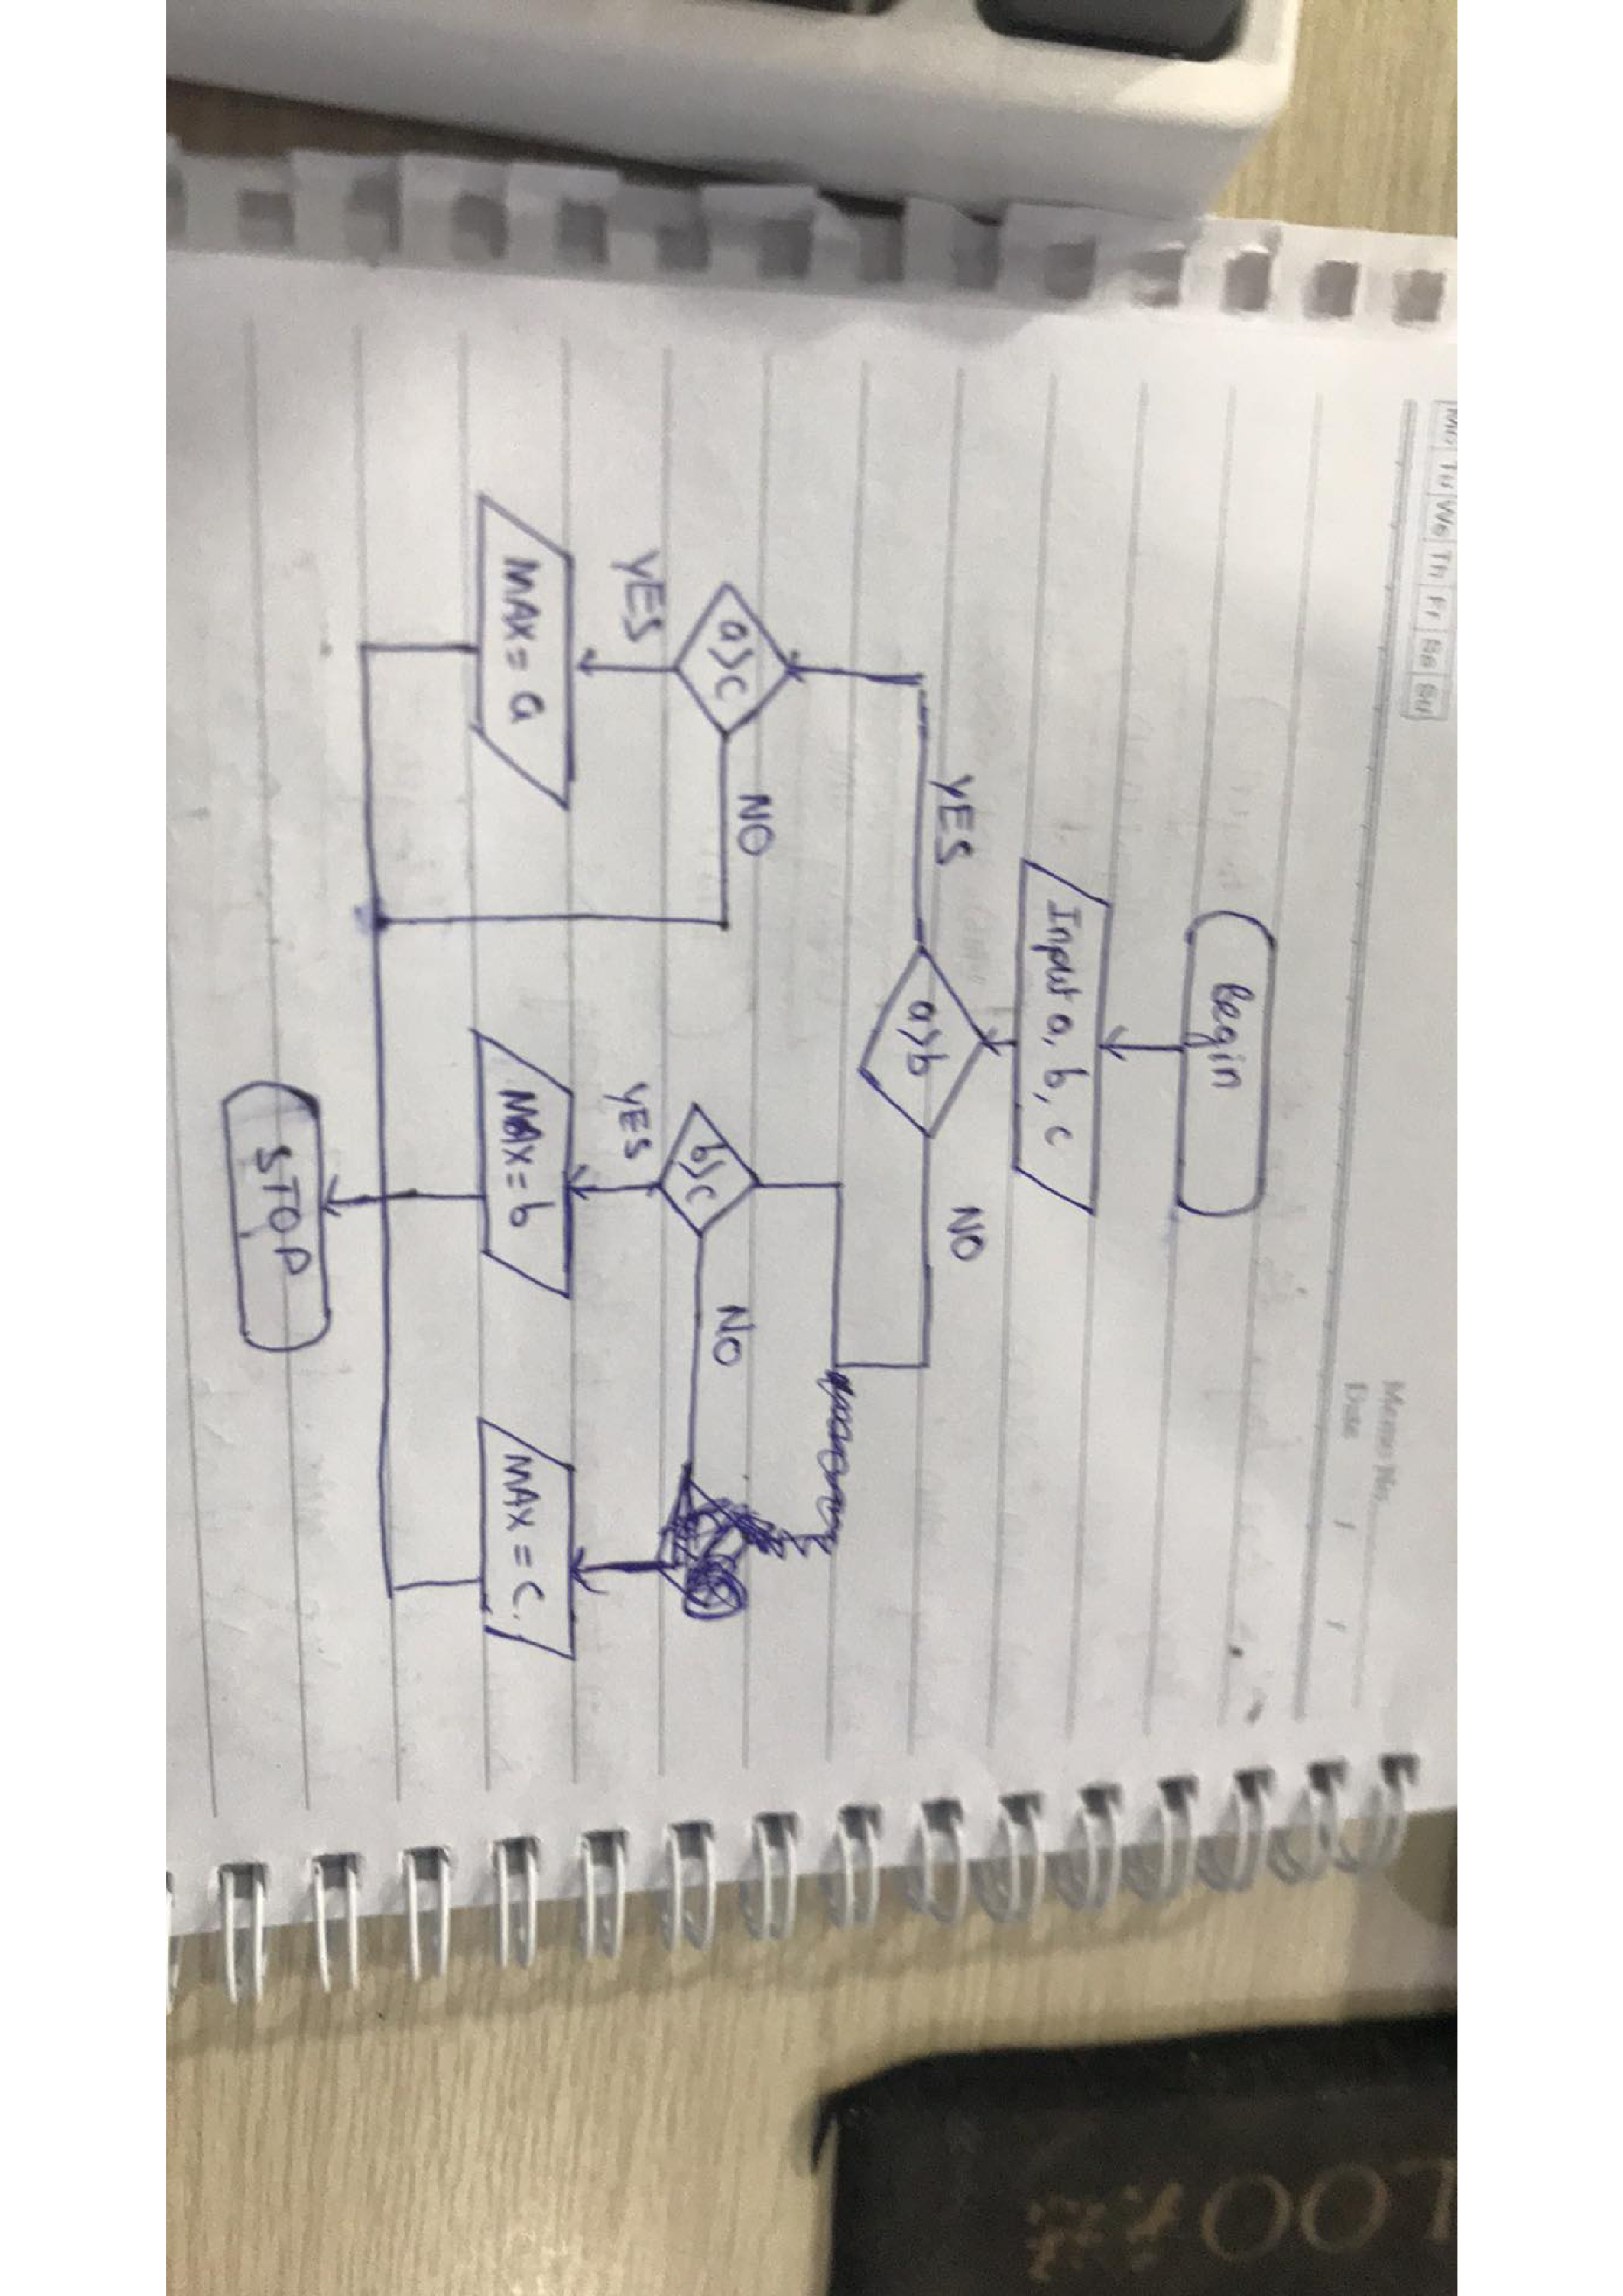 Mo Tu We Th Fr Sa Su
Memo No.
Date / /
Begin
Input a, b, c
a>b
YES
NO
a>c
b>c
NO
NO
YES
YES
MAX = a
MAX = b
MAX = c
STOP
LOO